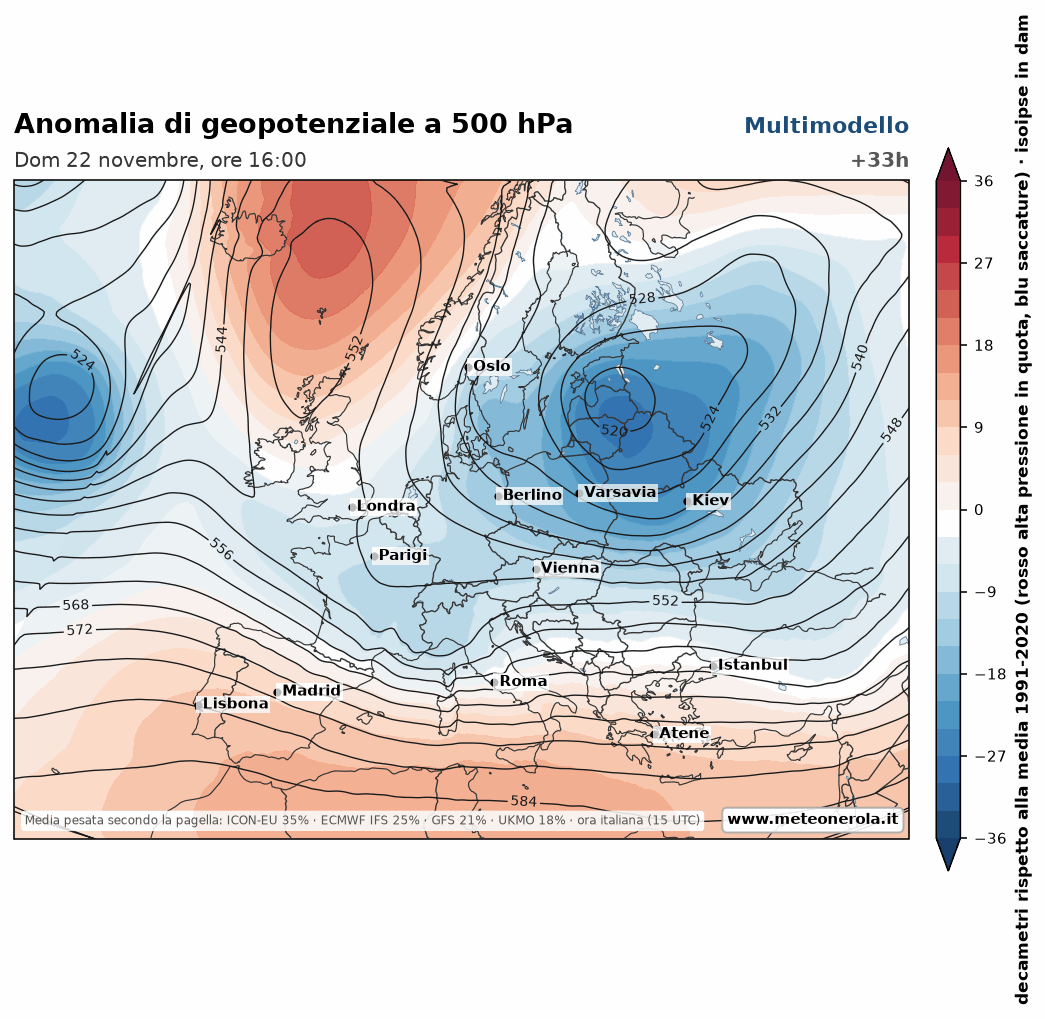 Anomalia di geopotenziale a 500 hPa
Multimodello
Dom 22 novembre, ore 16:00
+33h
36
27
18
9
0
−9
−18
−27
−36
decametri rispetto alla media 1991-2020 (rosso alta pressione in quota, blu saccature) · isoipse in dam
528
544
552
524
540
Oslo
524
532
548
520
Berlino
Varsavia
Kiev
Londra
556
Parigi
Vienna
568
552
572
Istanbul
Roma
Madrid
Lisbona
Atene
584
Media pesata secondo la pagella: ICON-EU 35% · ECMWF IFS 25% · GFS 21% · UKMO 18% · ora italiana (15 UTC)
www.meteonerola.it